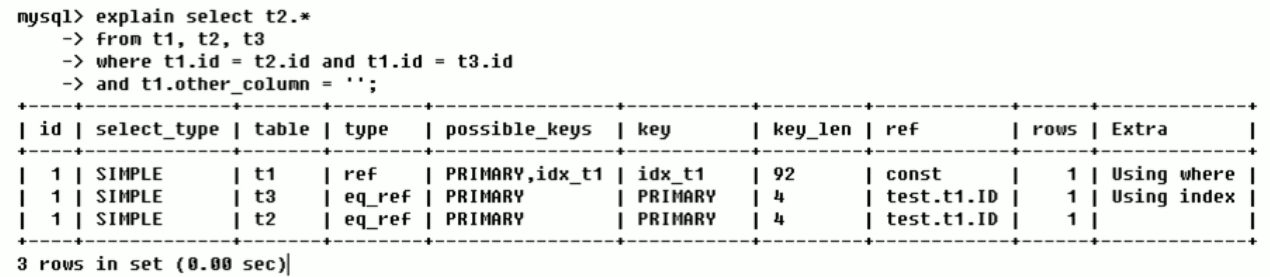 mysql> explain select t2.*
    -> from t1, t2, t3
    -> where t1.id = t2.id and t1.id = t3.id
    -> and t1.other_column = '';
+----+-------------+-------+--------+----------------+---------+---------+------------+------+-------------+
| id | select_type | table | type   | possible_keys  | key     | key_len | ref        | rows | Extra       |
+----+-------------+-------+--------+----------------+---------+---------+------------+------+-------------+
|  1 | SIMPLE      | t1    | ref    | PRIMARY,idx_t1 | idx_t1  | 92      | const      |    1 | Using where |
|  1 | SIMPLE      | t3    | eq_ref | PRIMARY        | PRIMARY | 4       | test.t1.ID |    1 | Using index |
|  1 | SIMPLE      | t2    | eq_ref | PRIMARY        | PRIMARY | 4       | test.t1.ID |    1 |             |
+----+-------------+-------+--------+----------------+---------+---------+------------+------+-------------+
3 rows in set (0.00 sec)